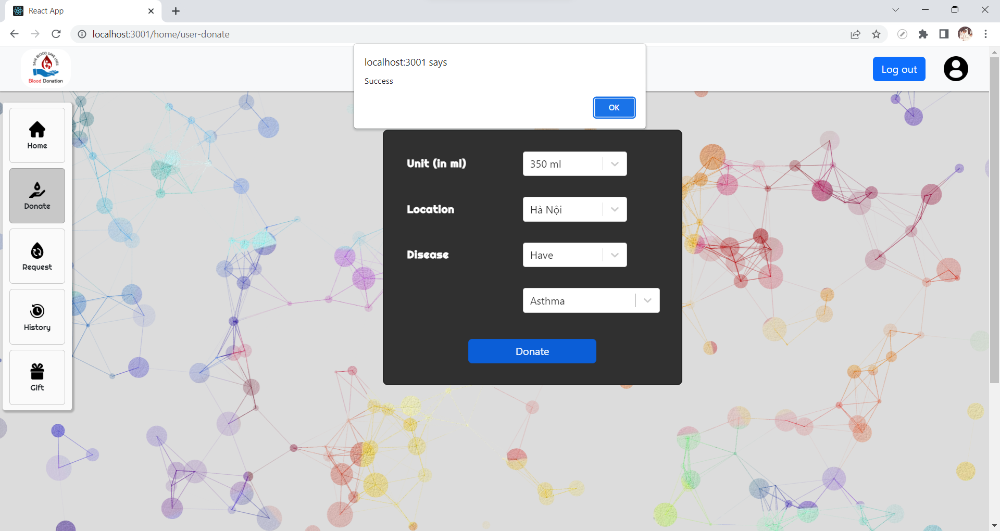 React App
localhost:3001/home/user-donate
SAVE BLOOD SAVE LIVES
Blood Donation
localhost:3001 says
Success
OK
Log out
Home
Donate
Request
History
Gift
Unit (in ml)
350 ml
Location
Hà Nội
Disease
Have
Asthma
Donate